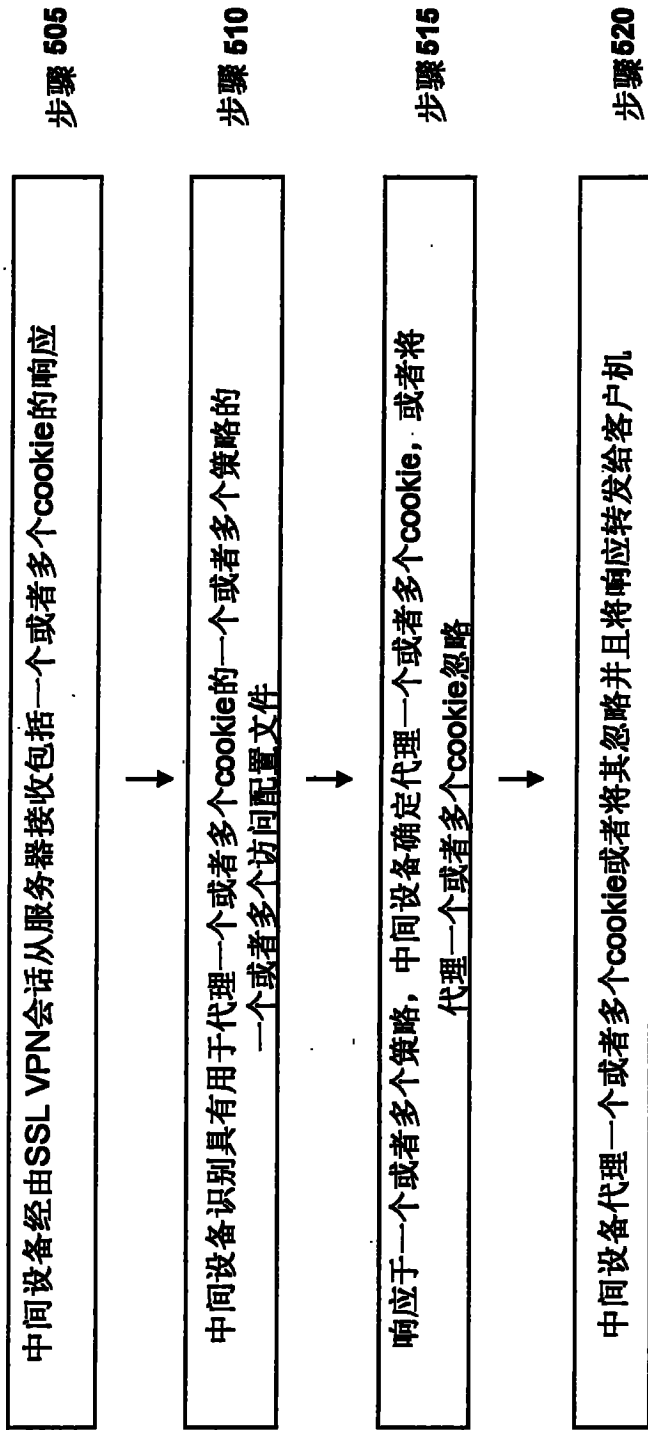 步骤 505
中间设备经由SSL VPN会话从服务器接收包括一个或者多个cookie的响应
步骤 510
中间设备识别具有用于代理一个或者多个cookie的一个或者多个策略的
一个或者多个访问配置文件
步骤 515
响应于一个或者多个策略，中间设备确定代理一个或者多个cookie，或者将
代理一个或者多个cookie忽略
步骤 520
中间设备代理一个或者多个cookie或者将其忽略并且将响应转发给客户机